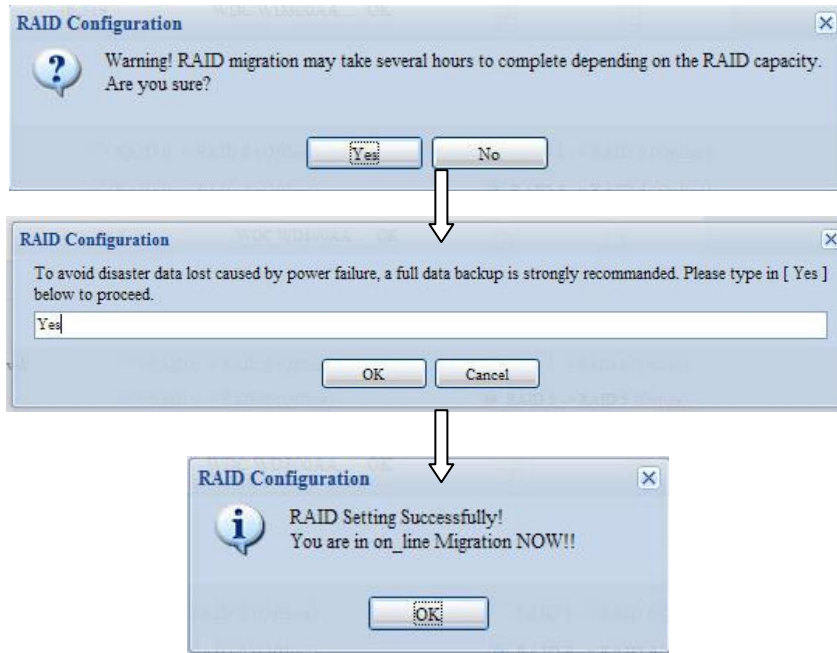 RAID Configuration
Warning! RAID migration may take several hours to complete depending on the RAID capacity.
Are you sure?
Yes No
RAID Configuration
To avoid disaster data lost caused by power failure, a full data backup is strongly recommanded. Please type in [ Yes ]
below to proceed.
Yes
OK Cancel
RAID Configuration
RAID Setting Successfully!
You are in on_line Migration NOW!!
OK